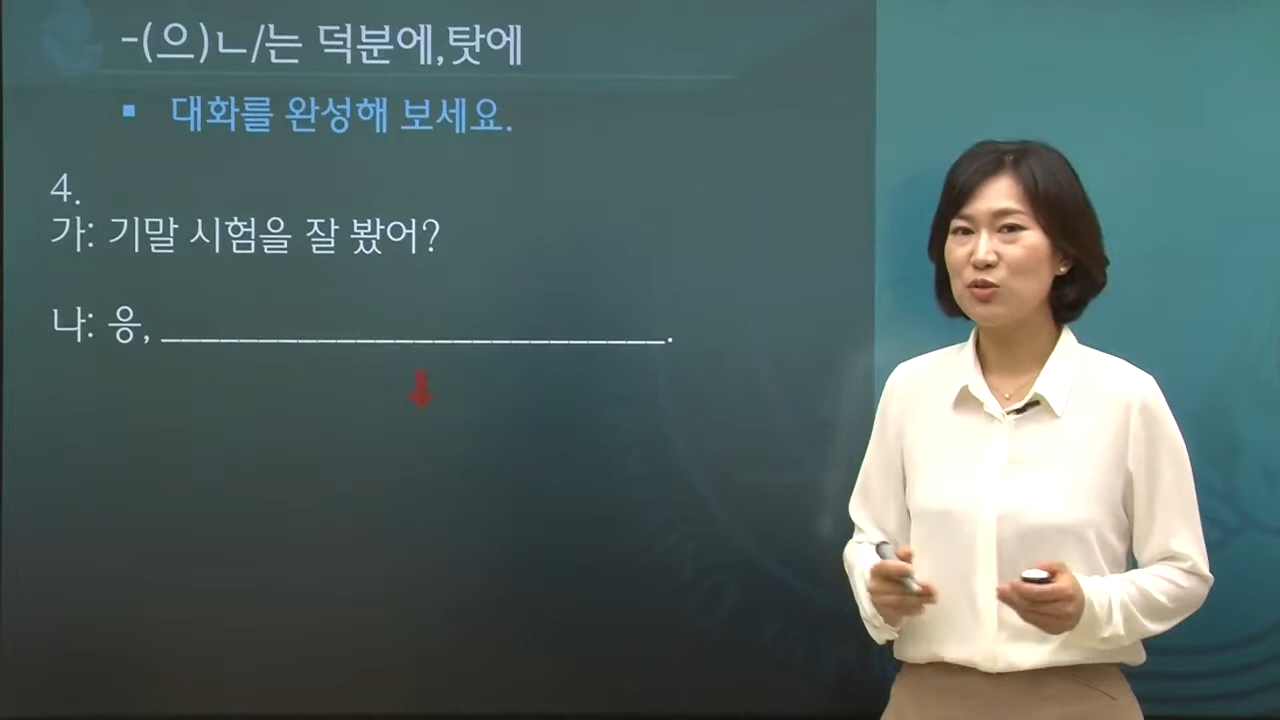 -(으)ㄴ/는 덕분에,탓에
▪ 대화를 완성해 보세요.
4.
가: 기말 시험을 잘 봤어?
나: 응, __________________________.